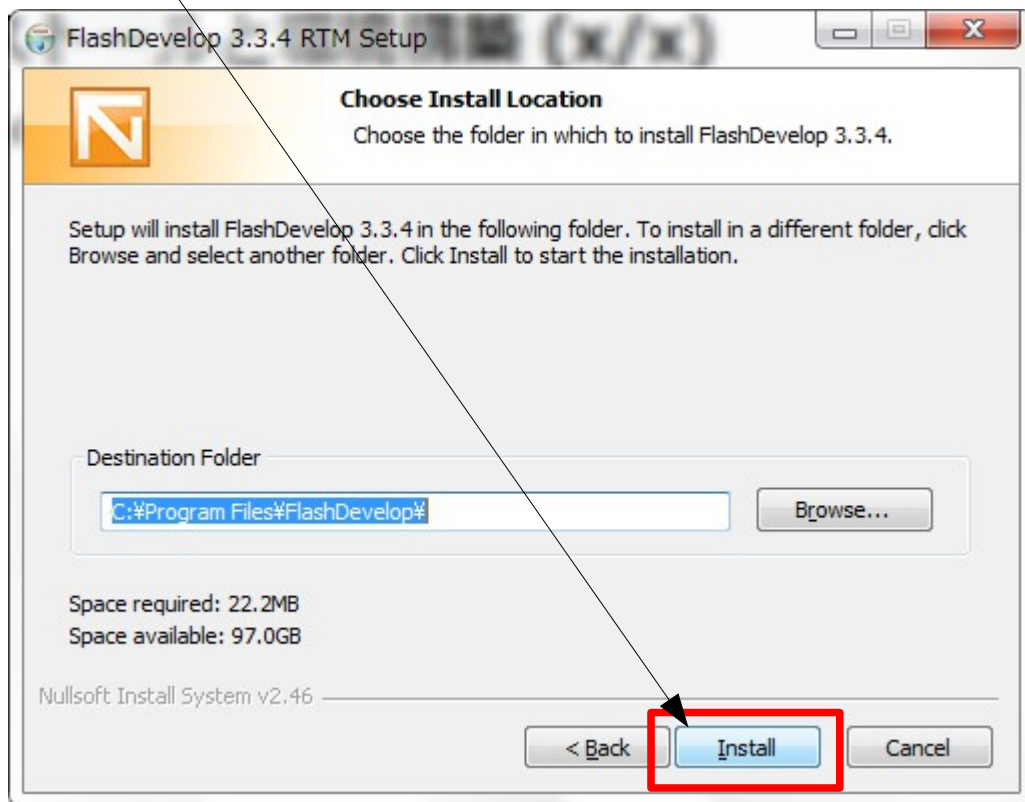 FlashDevelop 3.3.4 RTM Setup
(x/x)
Choose Install Location
Choose the folder in which to install FlashDevelop 3.3.4.
Setup will install FlashDevelop 3.3.4 in the following folder. To install in a different folder, click
Browse and select another folder. Click Install to start the installation.
Destination Folder
C:¥Program Files¥FlashDevelop¥
Browse...
Space required: 22.2MB
Space available: 97.0GB
Nullsoft Install System v2.46
< Back
Install
Cancel